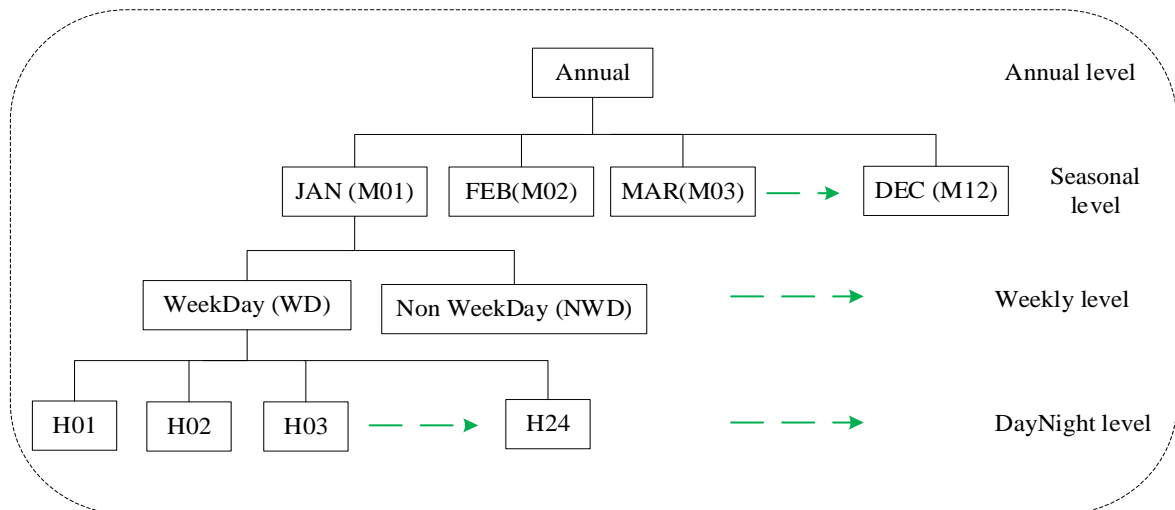 Annual
Annual level
JAN (M01)
FEB(M02)
MAR(M03)
DEC (M12)
Seasonal
level
WeekDay (WD)
Non WeekDay (NWD)
Weekly level
H01
H02
H03
H24
DayNight level